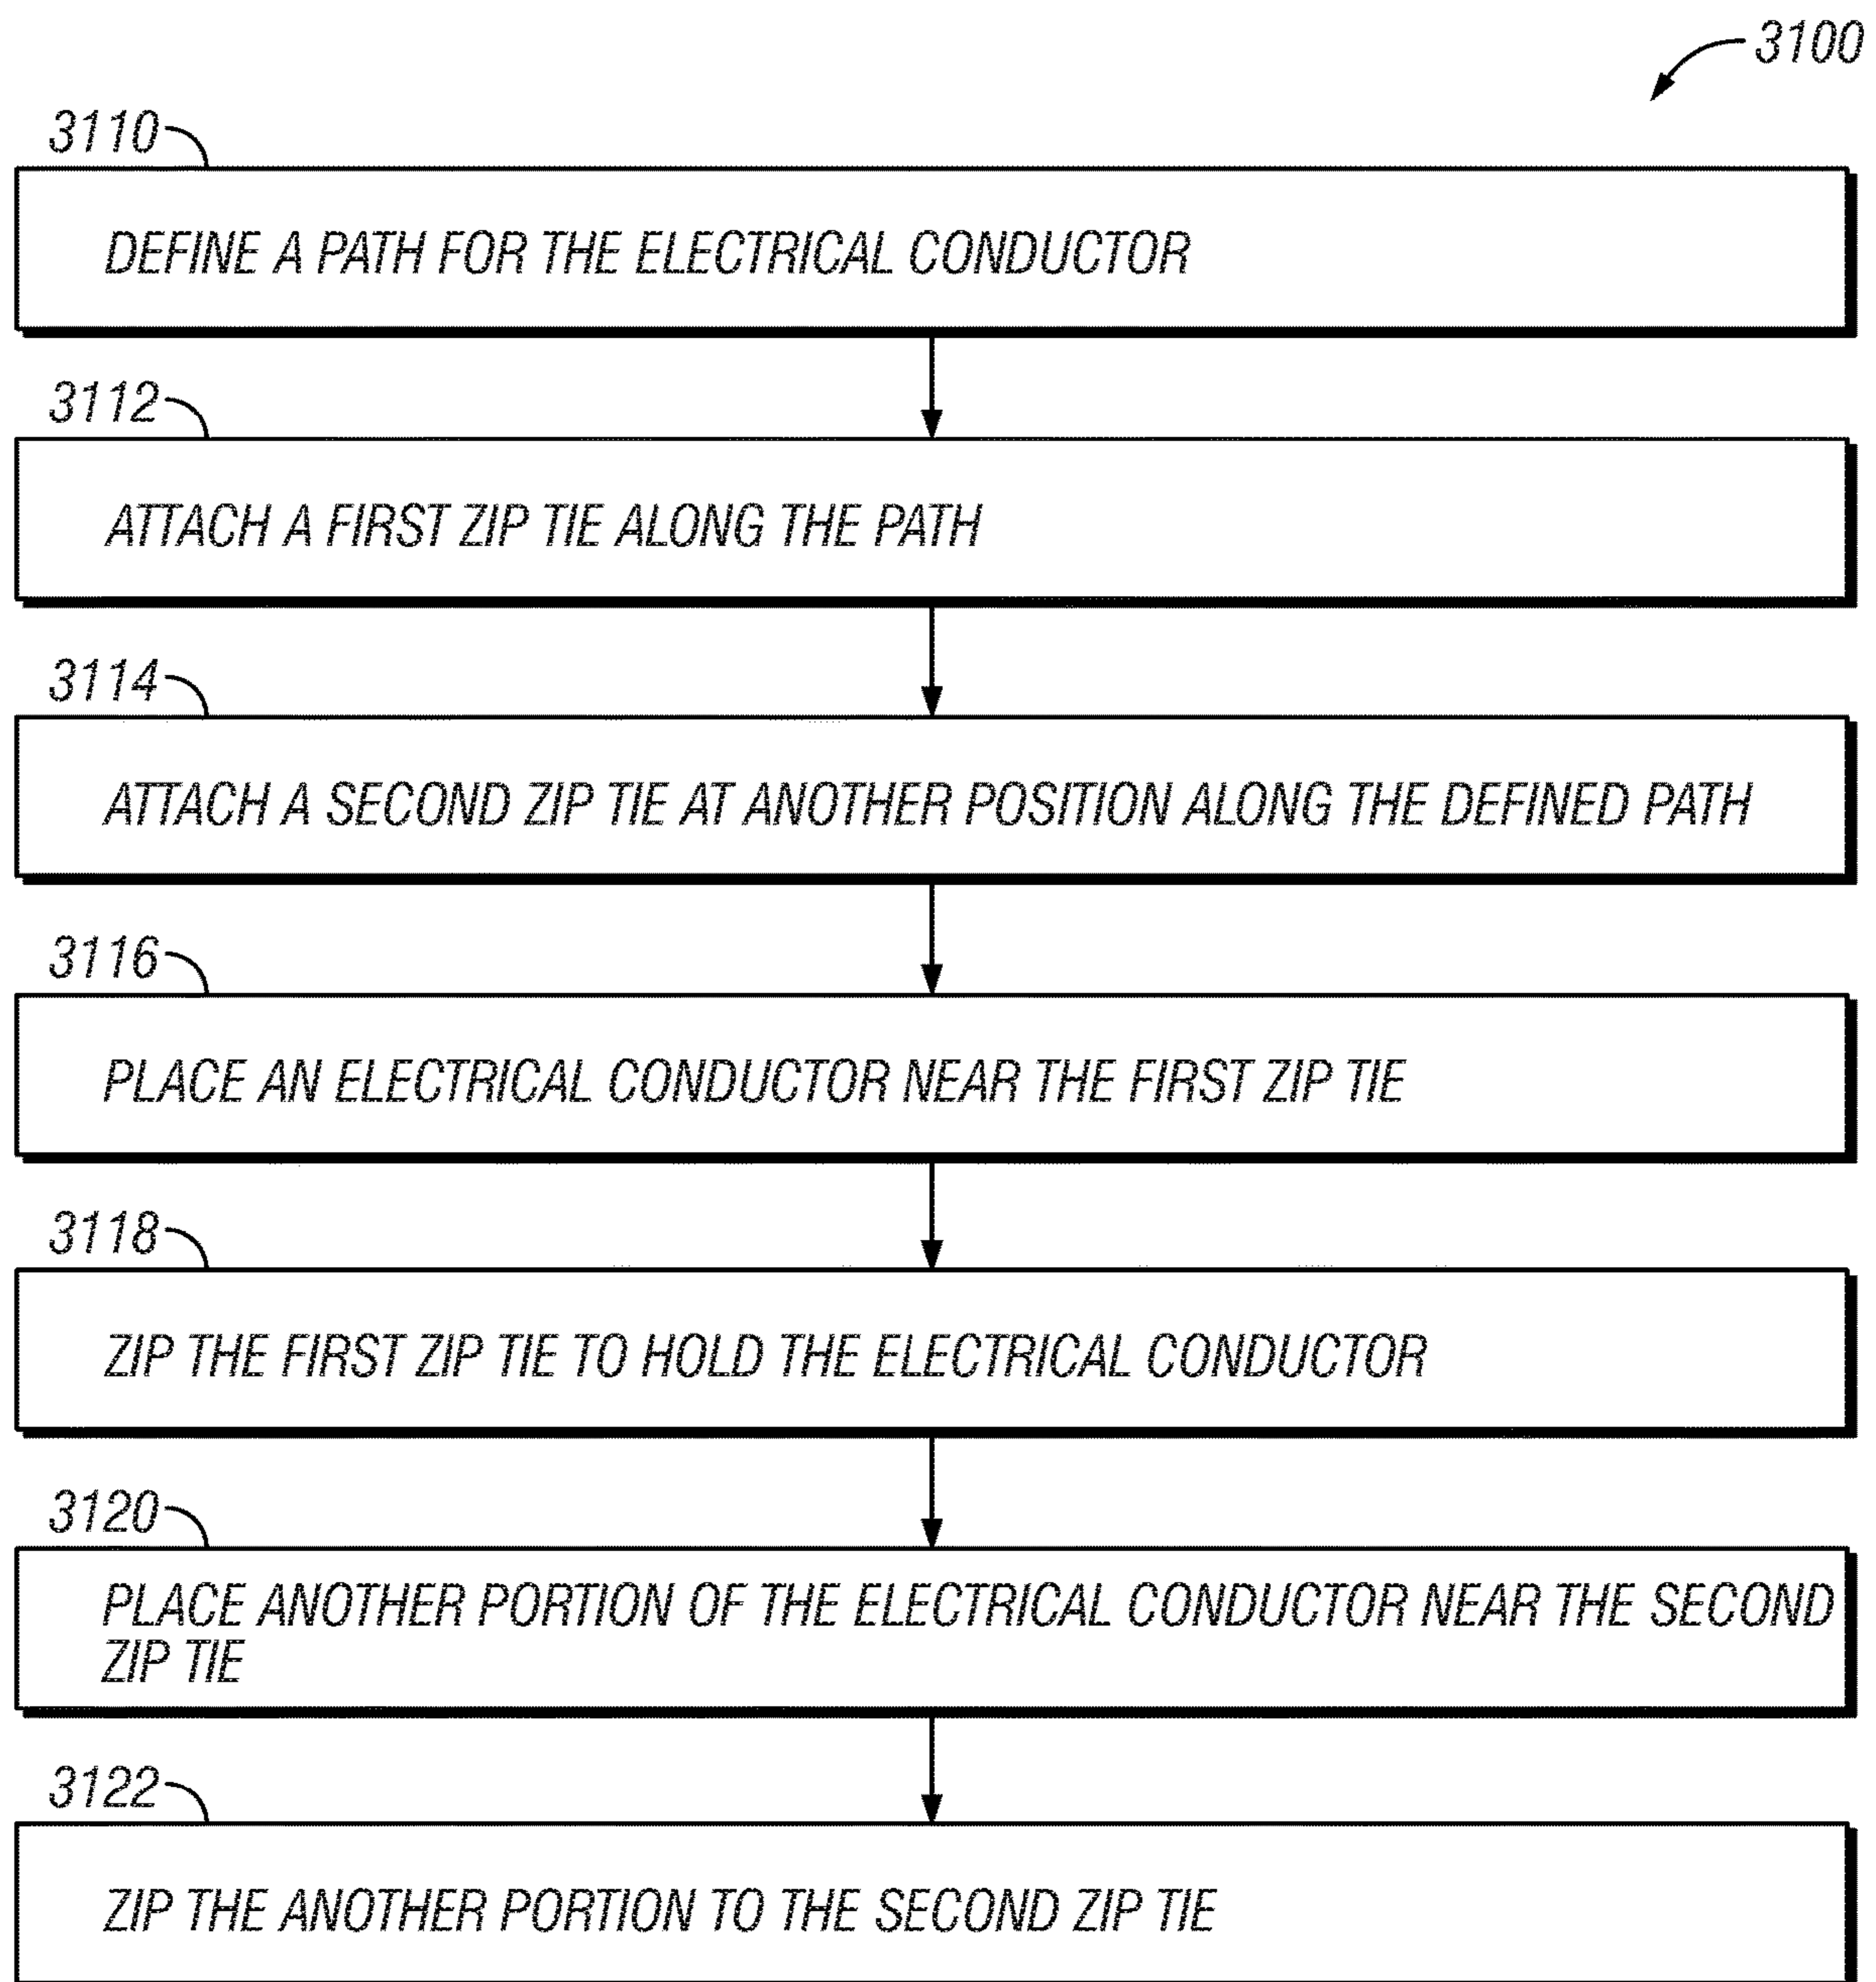 3100
3110
DEFINE A PATH FOR THE ELECTRICAL CONDUCTOR
3112
ATTACH A FIRST ZIP TIE ALONG THE PATH
3114
ATTACH A SECOND ZIP TIE AT ANOTHER POSITION ALONG THE DEFINED PATH
3116
PLACE AN ELECTRICAL CONDUCTOR NEAR THE FIRST ZIP TIE
3118
ZIP THE FIRST ZIP TIE TO HOLD THE ELECTRICAL CONDUCTOR
3120
PLACE ANOTHER PORTION OF THE ELECTRICAL CONDUCTOR NEAR THE SECOND
ZIP TIE
3122
ZIP THE ANOTHER PORTION TO THE SECOND ZIP TIE